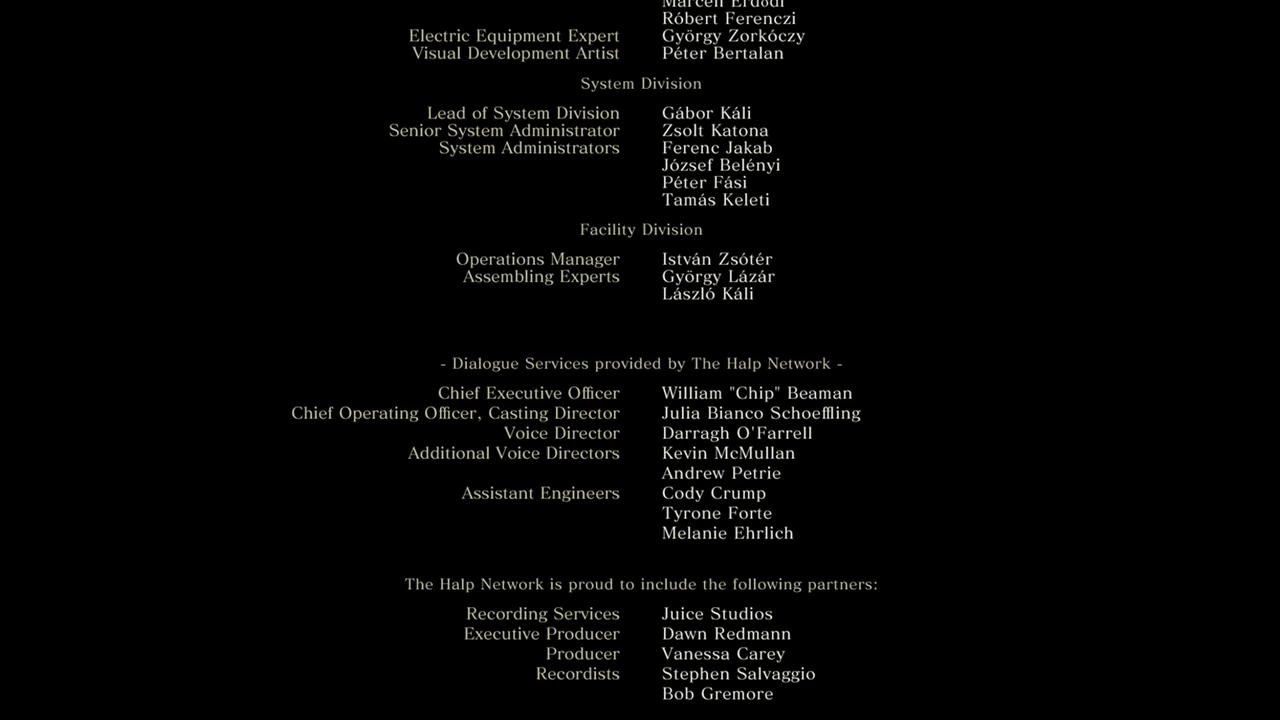 Marcell Erdődi
Róbert Ferenczi
Electric Equipment Expert György Zorkóczy
Visual Development Artist Péter Bertalan
System Division
Lead of System Division Gábor Káli
Senior System Administrator Zsolt Katona
System Administrators Ferenc Jakab
József Belényi
Péter Fási
Tamás Keleti
Facility Division
Operations Manager István Zsótér
Assembling Experts György Lázár
László Káli
- Dialogue Services provided by The Halp Network -
Chief Executive Officer William "Chip" Beaman
Chief Operating Officer, Casting Director Julia Bianco Schoeffling
Voice Director Darragh O'Farrell
Additional Voice Directors Kevin McMullan
Andrew Petrie
Assistant Engineers Cody Crump
Tyrone Forte
Melanie Ehrlich
The Halp Network is proud to include the following partners:
Recording Services Juice Studios
Executive Producer Dawn Redmann
Producer Vanessa Carey
Recordists Stephen Salvaggio
Bob Gremore